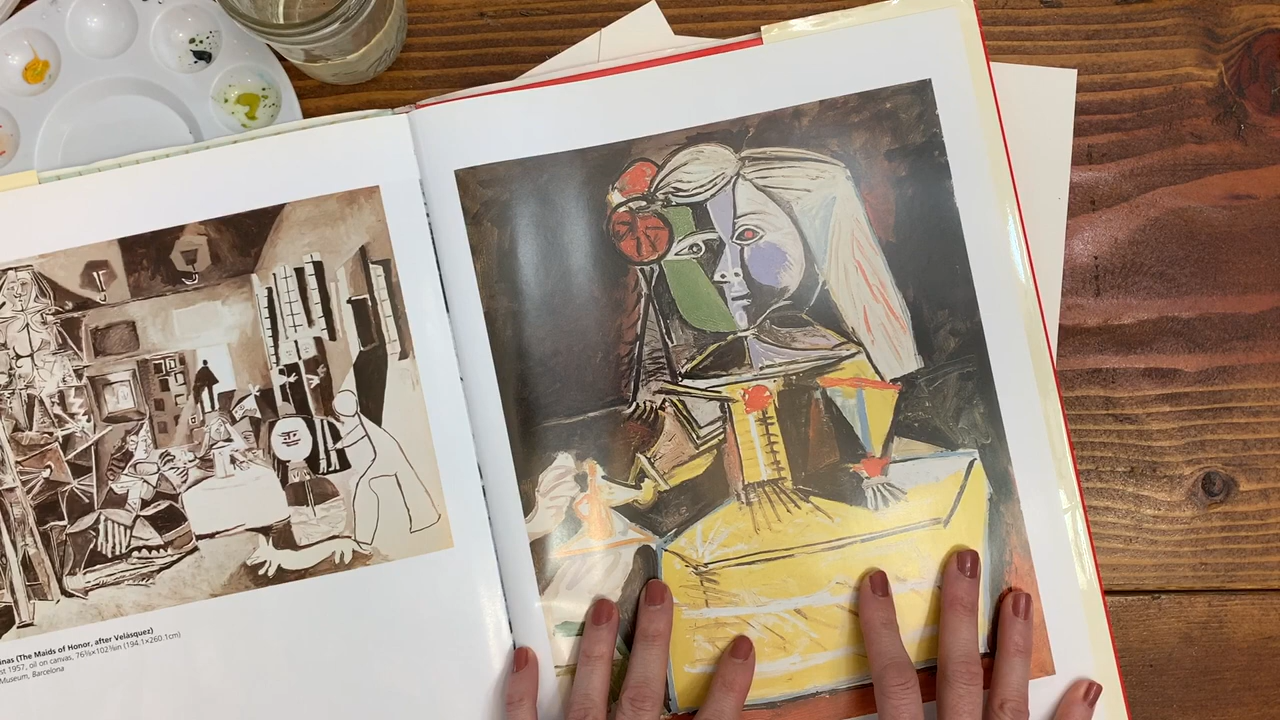 nas (The Maids of Honor, after Velásquez)
st 1957, oil on canvas, 76⅜×102⅜in (194.1×260.1cm)
Museum, Barcelona